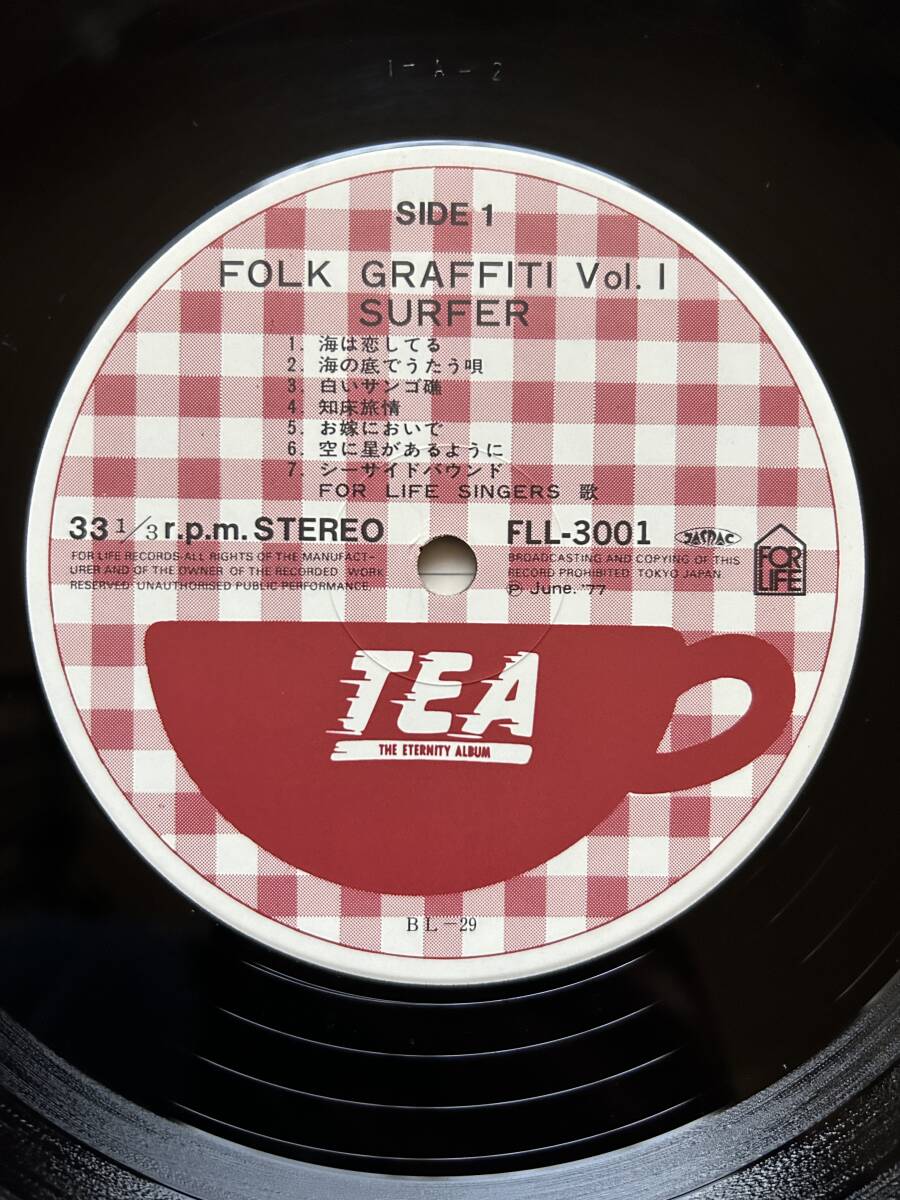 1-A-2
SIDE 1
FOLK GRAFFITI Vol. I
SURFER
1. 海は恋してる
2. 海の底でうたう唄
3. 白いサンゴ礁
4. 知床旅情
5. お嫁においで
6. 空に星があるように
7. シーサイドバウンド
FOR LIFE SINGERS 歌
33 1/3 r.p.m. STEREO
FLL-3001
JASRAC
FOR LIFE RECORDS·ALL RIGHTS OF THE MANUFACT-
URER AND OF THE OWNER OF THE RECORDED WORK
RESERVED·UNAUTHORISED PUBLIC PERFORMANCE
BROADCASTING AND COPYING OF THIS
RECORD PROHIBITED·TOKYO JAPAN
Ⓟ June. '77
FOR
LIFE
TEA
THE ETERNITY ALBUM
BL-29